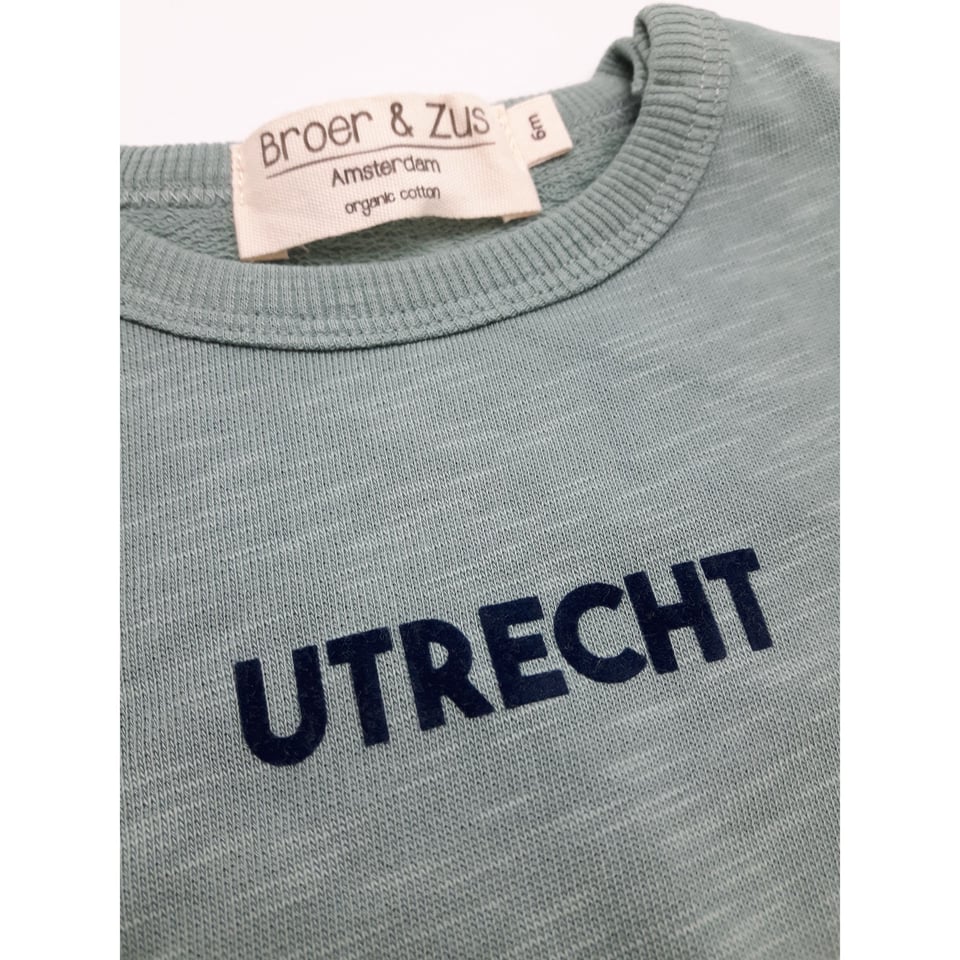 Broer & Zus
Amsterdam
organic cotton
6m
UTRECHT